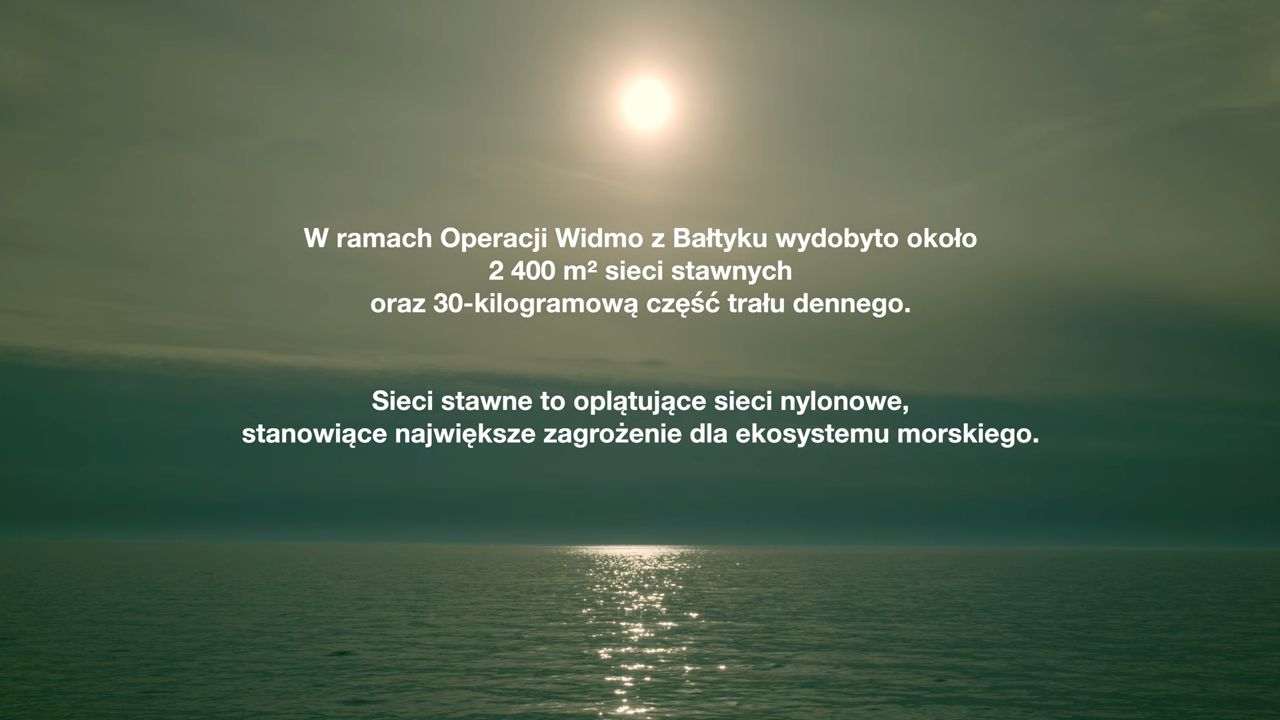 W ramach Operacji Widmo z Bałtyku wydobyto około
2 400 m² sieci stawnych
oraz 30-kilogramową część trału dennego.
Sieci stawne to oplątujące sieci nylonowe,
stanowiące największe zagrożenie dla ekosystemu morskiego.